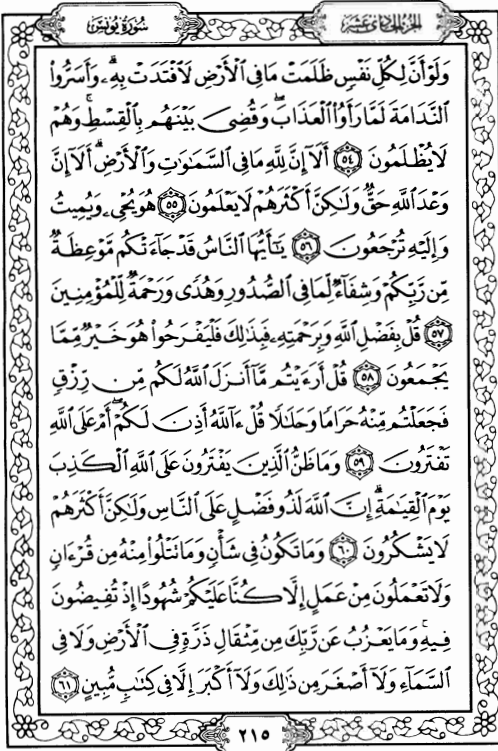 سُورَةُ يُونُسَ
الجزء الحادي عشر
وَلَوْ أَنَّ لِكُلِّ نَفْسٍ ظَلَمَتْ مَا فِي الْأَرْضِ لَافْتَدَتْ بِهِۦ ۗ وَأَسَرُّوا۟
النَّدَامَةَ لَمَّا رَأَوُا۟ الْعَذَابَ ۖ وَقُضِيَ بَيْنَهُم بِالْقِسْطِ ۚ وَهُمْ
لَا يُظْلَمُونَ ٥٤ أَلَآ إِنَّ لِلَّهِ مَا فِي السَّمَٰوَٰتِ وَالْأَرْضِ ۗ أَلَآ إِنَّ
وَعْدَ اللَّهِ حَقٌّ وَلَٰكِنَّ أَكْثَرَهُمْ لَا يَعْلَمُونَ ٥٥ هُوَ يُحْيِۦ وَيُمِيتُ
وَإِلَيْهِ تُرْجَعُونَ ٥٦ يَٰٓأَيُّهَا النَّاسُ قَدْ جَآءَتْكُم مَّوْعِظَةٌ
مِّن رَّبِّكُمْ وَشِفَآءٌ لِّمَا فِي الصُّدُورِ وَهُدًى وَرَحْمَةٌ لِّلْمُؤْمِنِينَ
٥٧ قُلْ بِفَضْلِ اللَّهِ وَبِرَحْمَتِهِۦ فَبِذَٰلِكَ فَلْيَفْرَحُوا۟ هُوَ خَيْرٌ مِّمَّا
يَجْمَعُونَ ٥٨ قُلْ أَرَءَيْتُم مَّآ أَنزَلَ اللَّهُ لَكُم مِّن رِّزْقٍ
فَجَعَلْتُم مِّنْهُ حَرَامًا وَحَلَٰلًا قُلْ ءَآللَّهُ أَذِنَ لَكُمْ ۖ أَمْ عَلَى اللَّهِ
تَفْتَرُونَ ٥٩ وَمَا ظَنُّ الَّذِينَ يَفْتَرُونَ عَلَى اللَّهِ الْكَذِبَ
يَوْمَ الْقِيَٰمَةِ ۗ إِنَّ اللَّهَ لَذُو فَضْلٍ عَلَى النَّاسِ وَلَٰكِنَّ أَكْثَرَهُمْ
لَا يَشْكُرُونَ ٦٠ وَمَا تَكُونُ فِي شَأْنٍ وَمَا تَتْلُوا۟ مِنْهُ مِن قُرْءَانٍ
وَلَا تَعْمَلُونَ مِنْ عَمَلٍ إِلَّا كُنَّا عَلَيْكُمْ شُهُودًا إِذْ تُفِيضُونَ
فِيهِ ۚ وَمَا يَعْزُبُ عَن رَّبِّكَ مِن مِّثْقَالِ ذَرَّةٍ فِي الْأَرْضِ وَلَا فِي
السَّمَآءِ وَلَآ أَصْغَرَ مِن ذَٰلِكَ وَلَآ أَكْبَرَ إِلَّا فِي كِتَٰبٍ مُّبِينٍ ٦١
٢١٥